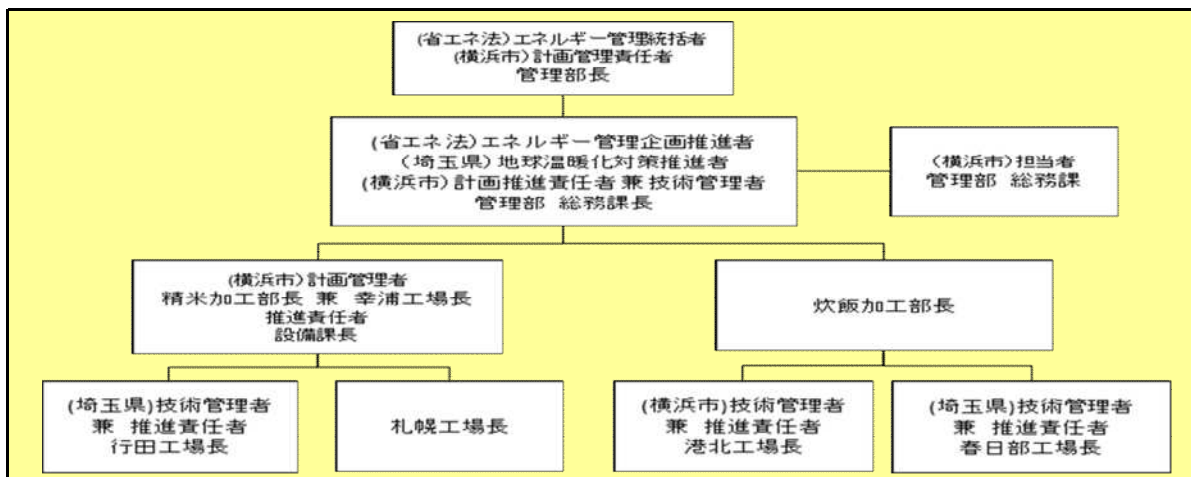 (省エネ法)エネルギー管理統括者
(横浜市)計画管理責任者
管理部長
(省エネ法)エネルギー管理企画推進者
(埼玉県)地球温暖化対策推進者
(横浜市)計画推進責任者 兼 技術管理者
管理部 総務課長
(横浜市)担当者
管理部 総務課
(横浜市)計画管理者
精米加工部長 兼 幸浦工場長
推進責任者
設備課長
炊飯加工部長
(埼玉県)技術管理者
兼 推進責任者
行田工場長
札幌工場長
(横浜市)技術管理者
兼 推進責任者
港北工場長
(埼玉県)技術管理者
兼 推進責任者
春日部工場長